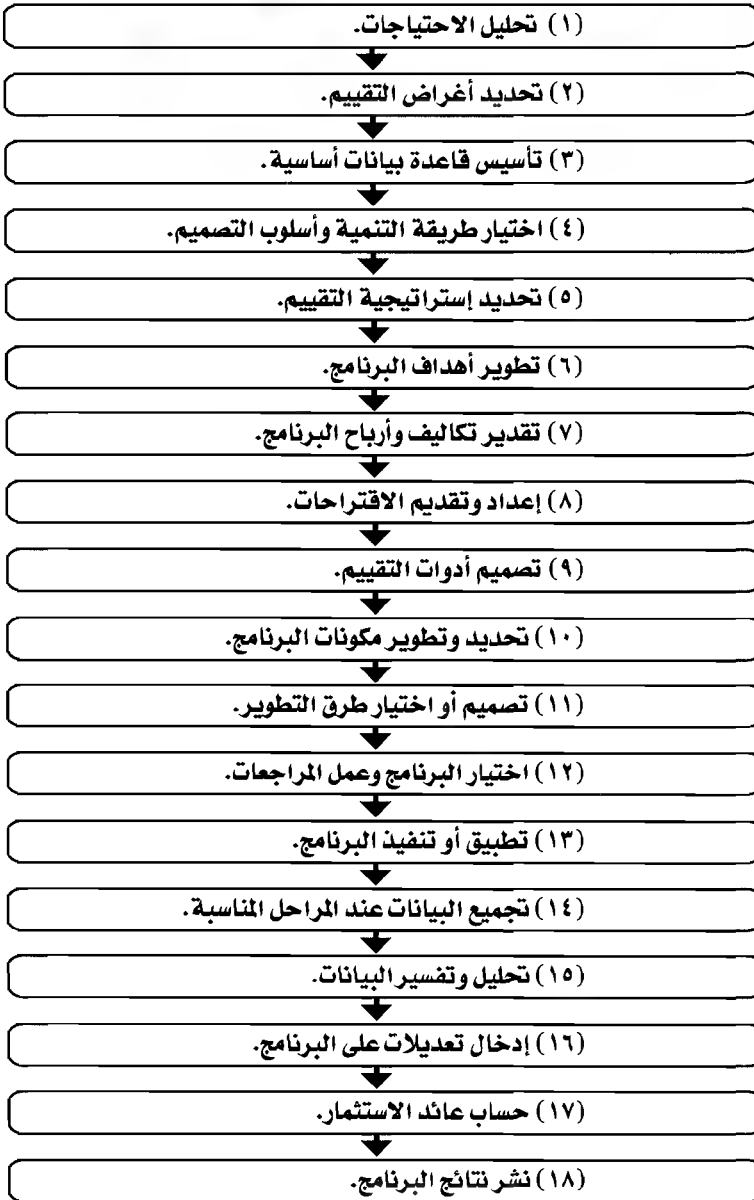 (١) تحليل الاحتياجات.
(٢) تحديد أغراض التقييم.
(٣) تأسيس قاعدة بيانات أساسية.
(٤) اختيار طريقة التنمية وأسلوب التصميم.
(٥) تحديد إستراتيجية التقييم.
(٦) تطوير أهداف البرنامج.
(٧) تقدير تكاليف وأرباح البرنامج.
(٨) إعداد وتقديم الاقتراحات.
(٩) تصميم أدوات التقييم.
(١٠) تحديد وتطوير مكونات البرنامج.
(١١) تصميم أو اختيار طرق التطوير.
(١٢) اختيار البرنامج وعمل المراجعات.
(١٣) تطبيق أو تنفيذ البرنامج.
(١٤) تجميع البيانات عند المراحل المناسبة.
(١٥) تحليل وتفسير البيانات.
(١٦) إدخال تعديلات على البرنامج.
(١٧) حساب عائد الاستثمار.
(١٨) نشر نتائج البرنامج.